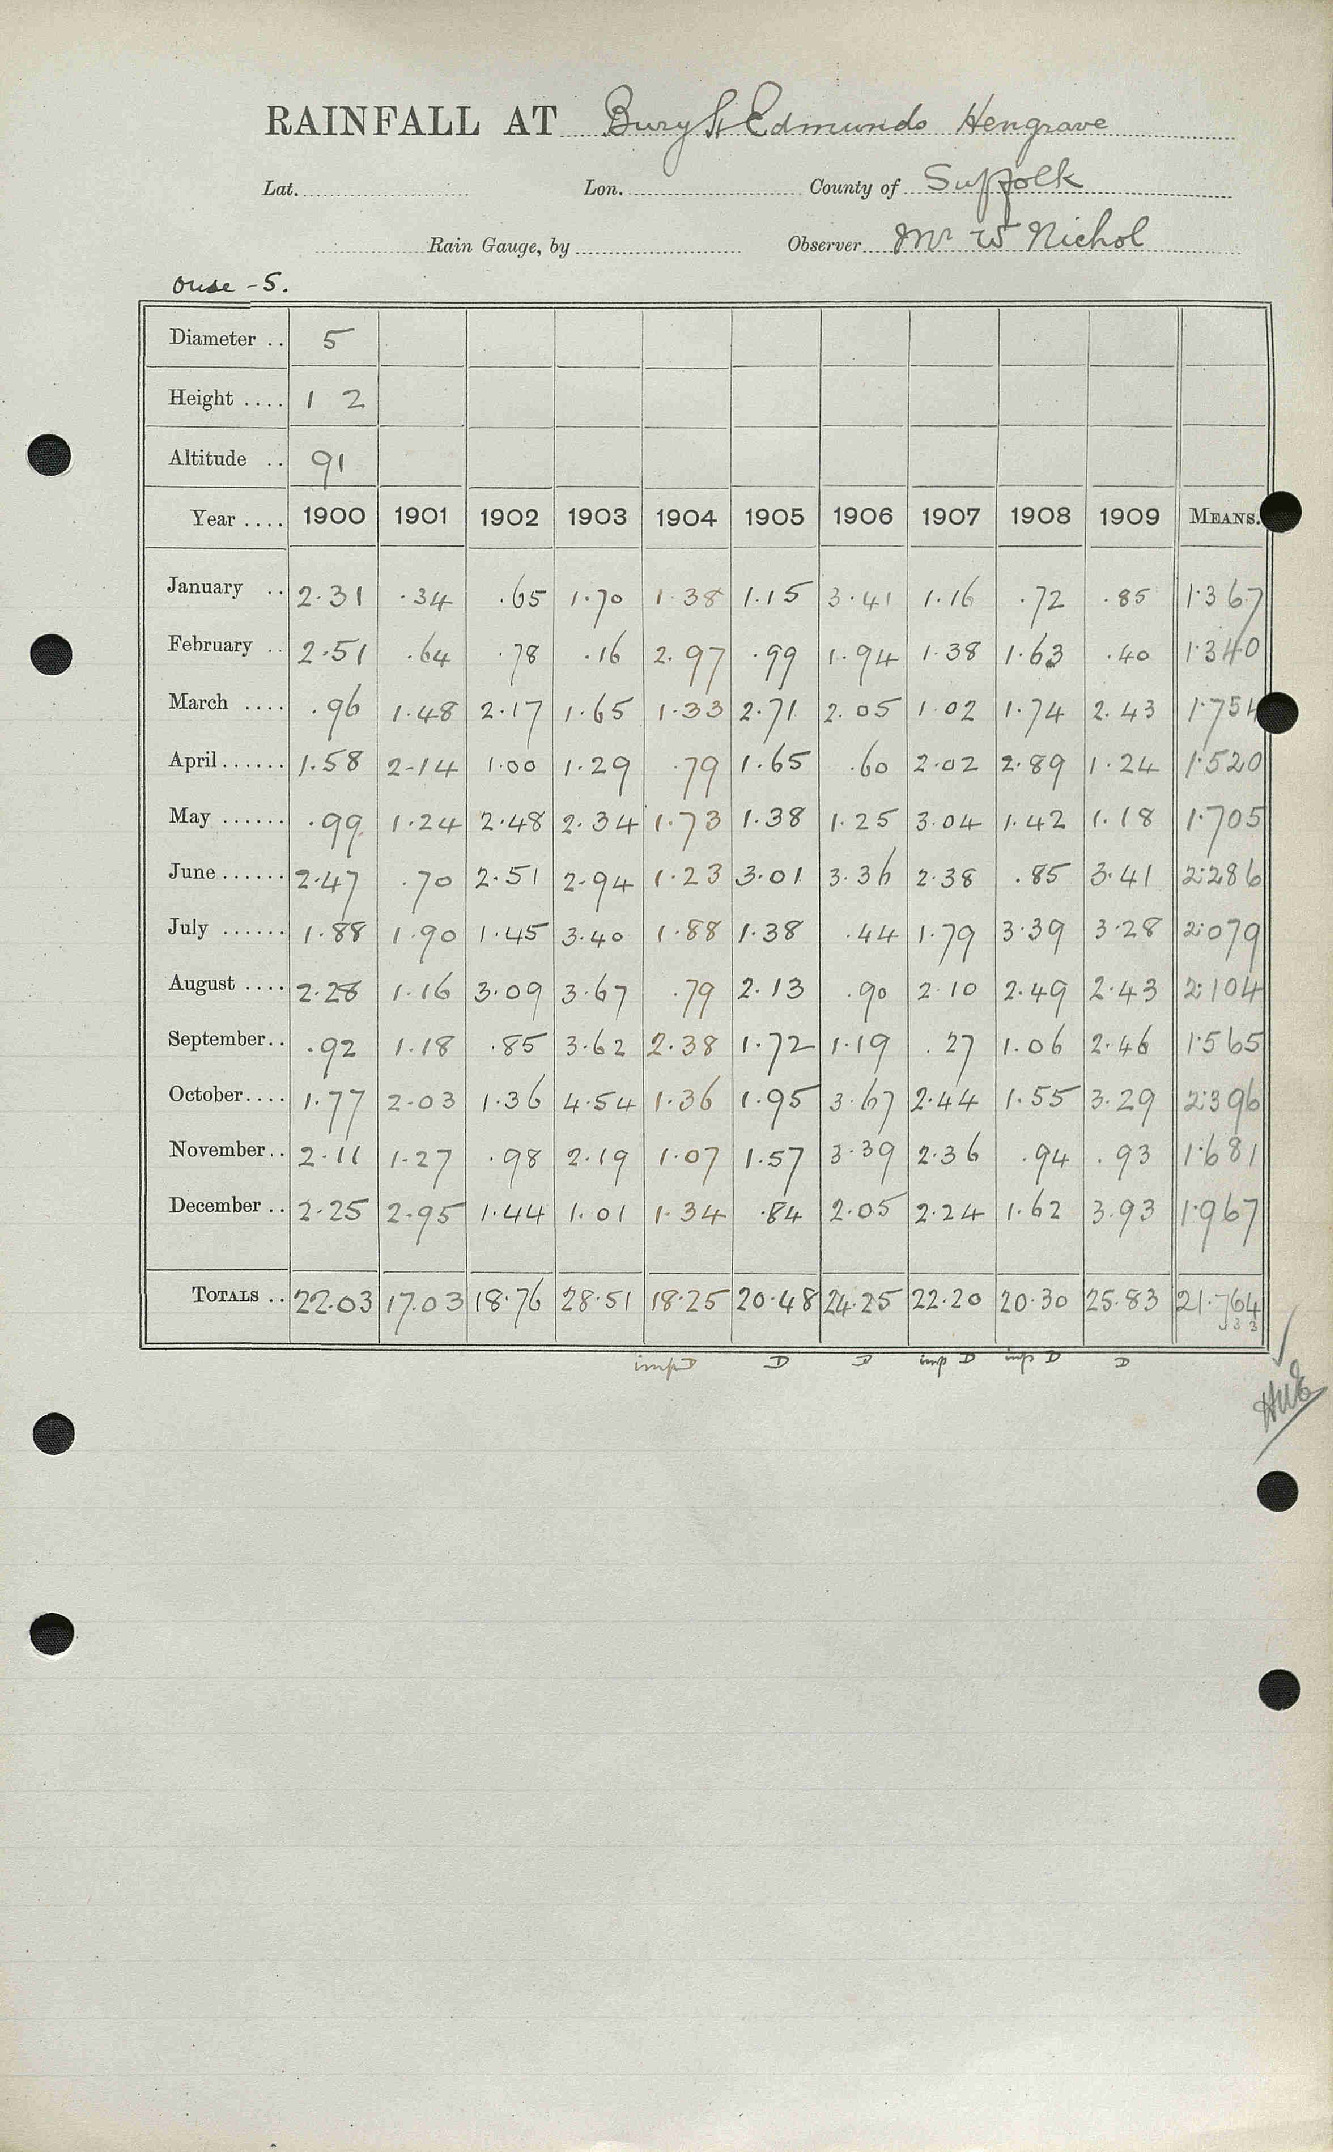 RAINFALL AT Bury St Edmunds Hengrave
Lat. Lon. County of Suffolk
Rain Gauge, by Observer Mr W Nichol
Ouse - 5.
Diameter .. 5
Height .... 1 2
Altitude .. 91
Year .... 1900 1901 1902 1903 1904 1905 1906 1907 1908 1909 MEANS.
January .. 2.31 .34 .65 1.70 1.38 1.15 3.41 1.16 .72 .85 1.367
February .. 2.51 .64 .78 .16 2.97 .99 1.94 1.38 1.63 .40 1.340
March .... .96 1.48 2.17 1.65 1.33 2.71 2.05 1.02 1.74 2.43 1.754
April ...... 1.58 2.14 1.00 1.29 .79 1.65 .60 2.02 2.89 1.24 1.520
May ...... .99 1.24 2.48 2.34 1.73 1.38 1.25 3.04 1.42 1.18 1.705
June ...... 2.47 .70 2.51 2.94 1.23 3.01 3.36 2.38 .85 3.41 2.286
July ...... 1.88 1.90 1.45 3.40 1.88 1.38 .44 1.79 3.39 3.28 2.079
August .... 2.28 1.16 3.09 3.67 .79 2.13 .90 2.10 2.49 2.43 2.104
September .. .92 1.18 .85 3.62 2.38 1.72 1.19 .27 1.06 2.46 1.565
October .... 1.77 2.03 1.36 4.54 1.36 1.95 3.67 2.44 1.55 3.29 2.396
November .. 2.11 1.27 .98 2.19 1.07 1.57 3.39 2.36 .94 .93 1.681
December .. 2.25 2.95 1.44 1.01 1.34 .84 2.05 2.24 1.62 3.93 1.967
TOTALS .. 22.03 17.03 18.76 28.51 18.25 20.48 24.25 22.20 20.30 25.83 21.764
imp D D D imp D imp D D